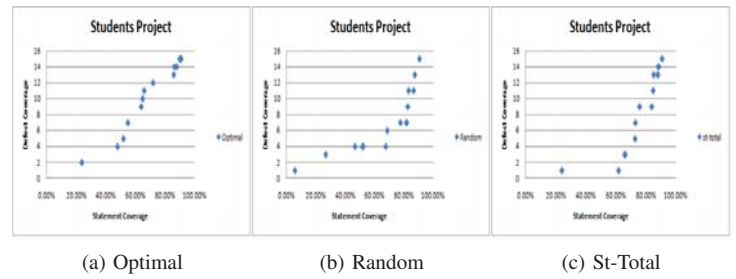 Students Project
Defect Coverage
16
14
12
10
8
6
4
2
0
0.00% 20.00% 40.00% 60.00% 80.00% 100.00%
Statement Coverage
Optimal
Students Project
Defect Coverage
16
14
12
10
8
6
4
2
0
0.00% 20.00% 40.00% 60.00% 80.00% 100.00%
Statement Coverage
Random
Students Project
Defect Coverage
16
14
12
10
8
6
4
2
0
0.00% 20.00% 40.00% 60.00% 80.00% 100.00%
Statement Coverage
st-total
(a) Optimal
(b) Random
(c) St-Total